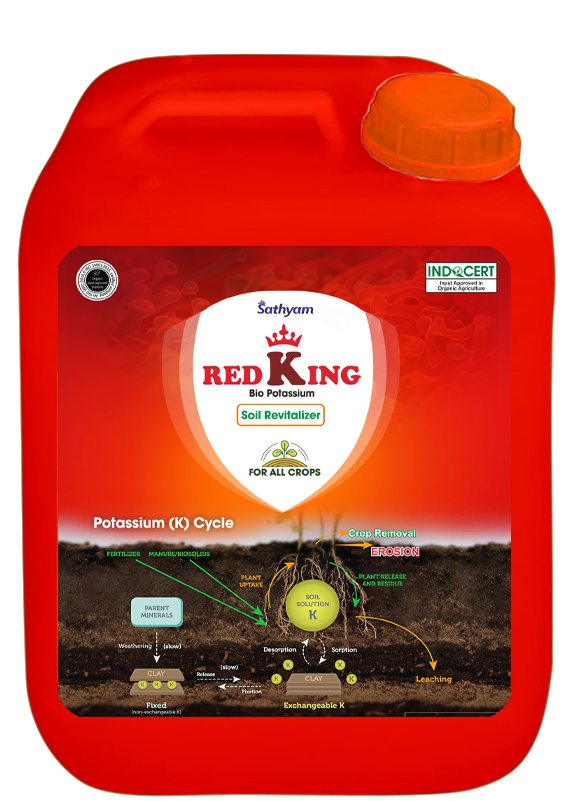 INDOCERT
Input Approved in
Organic Agriculture
Sathyam
RED KING
Bio Potassium
Soil Revitalizer
FOR ALL CROPS
Potassium (K) Cycle
Crop Removal
EROSION
FERTILIZER
MANURE/BIOSOLIDS
PLANT
UPTAKE
PLANT RELEASE
AND RESIDUE
SOIL
SOLUTION
K
PARENT
MINERALS
Weathering (slow)
Desorption
Sorption
CLAY
K K K
(slow)
Release
Fixation
K K
K K
CLAY
Leaching
Fixed
(non-exchangeable K)
Exchangeable K